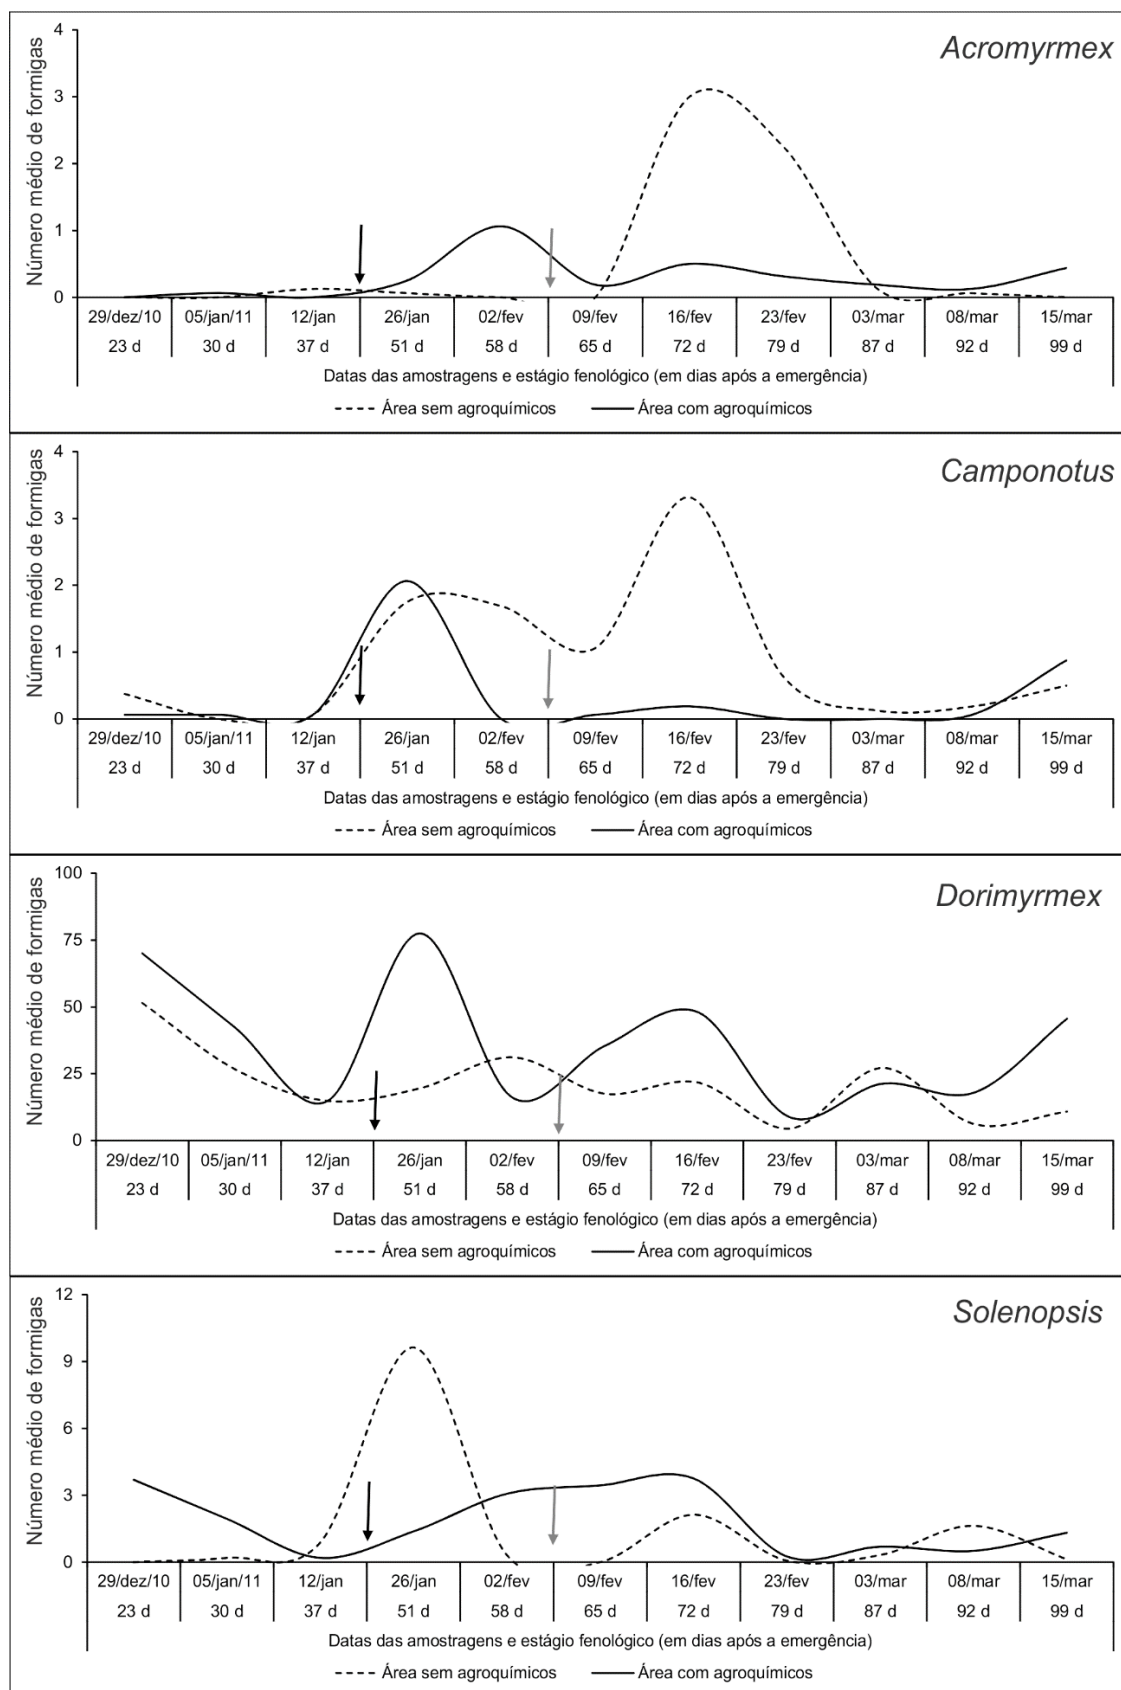 Acromyrmex
Número médio de formigas
4
3
2
1
0
29/dez/10 05/jan/11 12/jan 26/jan 02/fev 09/fev 16/fev 23/fev 03/mar 08/mar 15/mar
23 d 30 d 37 d 51 d 58 d 65 d 72 d 79 d 87 d 92 d 99 d
Datas das amostragens e estágio fenológico (em dias após a emergência)
Área sem agroquímicos Área com agroquímicos
Camponotus
Número médio de formigas
4
3
2
1
0
29/dez/10 05/jan/11 12/jan 26/jan 02/fev 09/fev 16/fev 23/fev 03/mar 08/mar 15/mar
23 d 30 d 37 d 51 d 58 d 65 d 72 d 79 d 87 d 92 d 99 d
Datas das amostragens e estágio fenológico (em dias após a emergência)
Área sem agroquímicos Área com agroquímicos
Dorimyrmex
Número médio de formigas
100
75
50
25
0
29/dez/10 05/jan/11 12/jan 26/jan 02/fev 09/fev 16/fev 23/fev 03/mar 08/mar 15/mar
23 d 30 d 37 d 51 d 58 d 65 d 72 d 79 d 87 d 92 d 99 d
Datas das amostragens e estágio fenológico (em dias após a emergência)
Área sem agroquímicos Área com agroquímicos
Solenopsis
Número médio de formigas
12
9
6
3
0
29/dez/10 05/jan/11 12/jan 26/jan 02/fev 09/fev 16/fev 23/fev 03/mar 08/mar 15/mar
23 d 30 d 37 d 51 d 58 d 65 d 72 d 79 d 87 d 92 d 99 d
Datas das amostragens e estágio fenológico (em dias após a emergência)
Área sem agroquímicos Área com agroquímicos